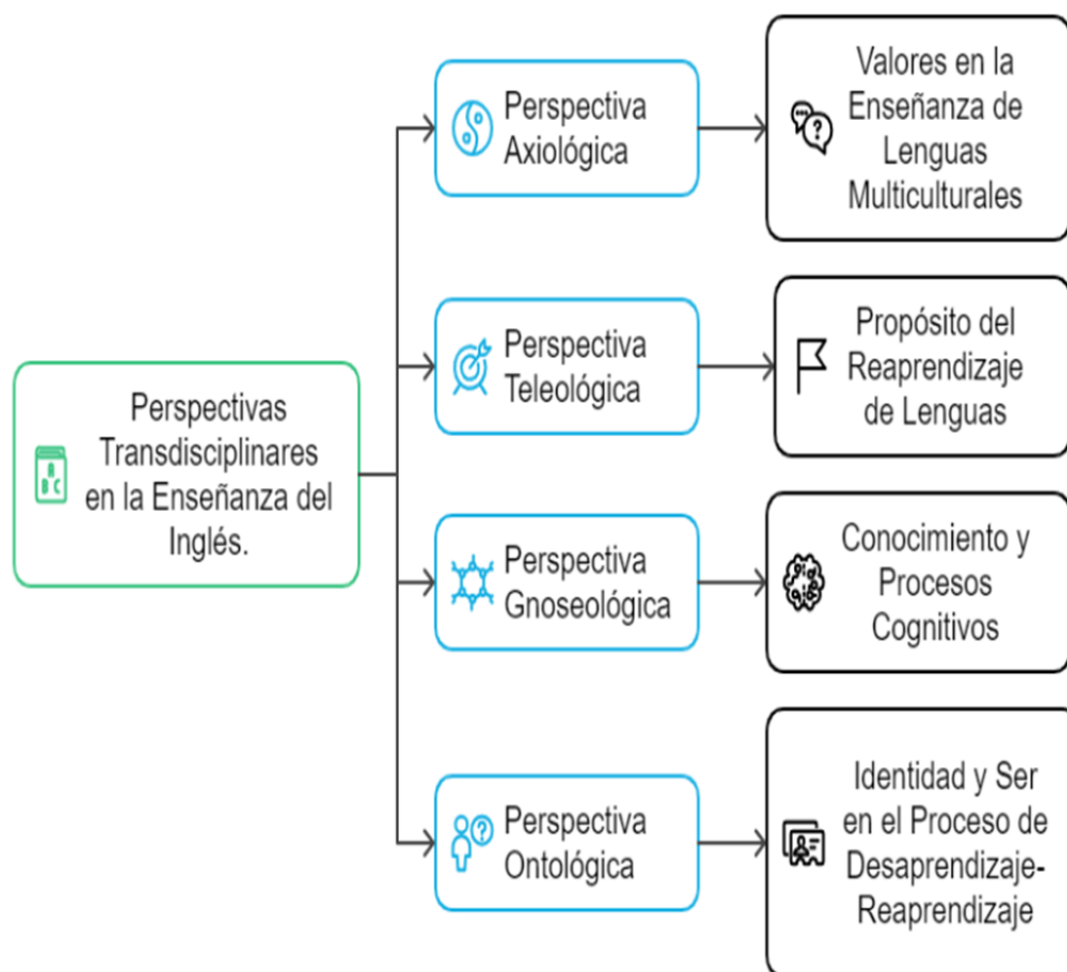 Perspectivas
Transdisciplinares
en la Enseñanza del
Inglés.
A
B C
Perspectiva
Axiológica
Valores en la
Enseñanza de
Lenguas
Multiculturales
Perspectiva
Teleológica
Propósito del
Reaprendizaje
de Lenguas
Perspectiva
Gnoseológica
Conocimiento y
Procesos
Cognitivos
Perspectiva
Ontológica
Identidad y Ser
en el Proceso de
Desaprendizaje-
Reaprendizaje